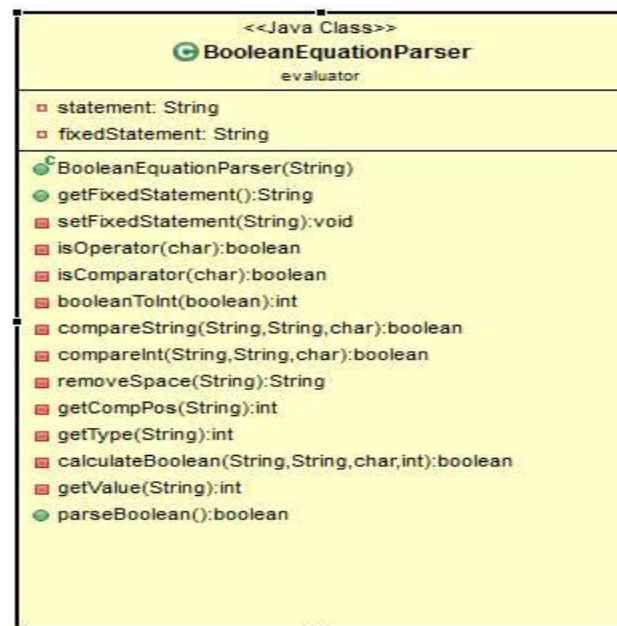 <<Java Class>>
BooleanEquationParser
evaluator
statement: String
fixedStatement: String
BooleanEquationParser(String)
getFixedStatement():String
setFixedStatement(String):void
isOperator(char):boolean
isComparator(char):boolean
booleanToInt(boolean):int
compareString(String,String,char):boolean
compareInt(String,String,char):boolean
removeSpace(String):String
getCompPos(String):int
getType(String):int
calculateBoolean(String,String,char,int):boolean
getValue(String):int
parseBoolean():boolean